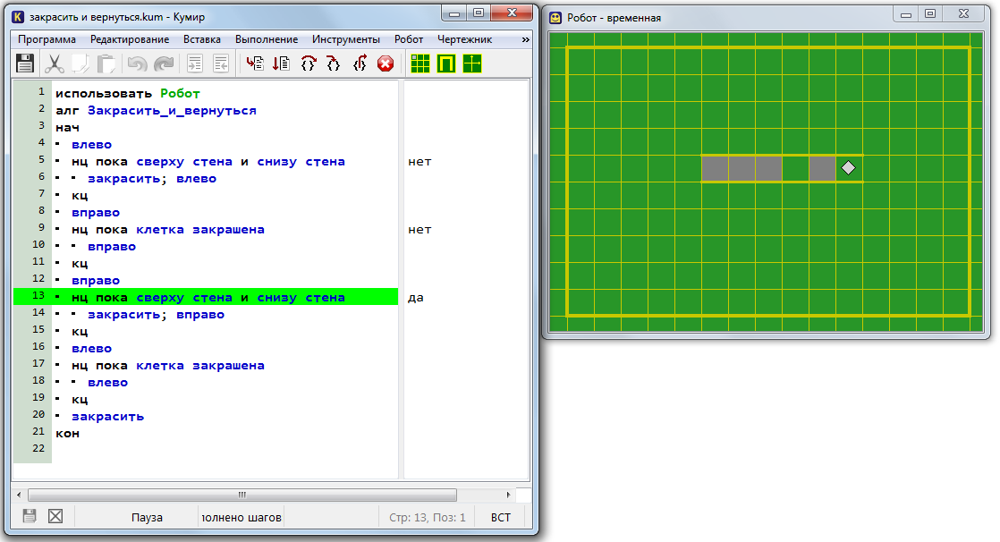 закрасить и вернуться.kum - Кумир
Программа Редактирование Вставка Выполнение Инструменты Робот Чертежник »
1 использовать Робот
2 алг Закрасить_и_вернуться
3 нач
4 влево
5 нц пока сверху стена и снизу стена нет
6 закрасить; влево
7 кц
8 вправо
9 нц пока клетка закрашена нет
10 вправо
11 кц
12 вправо
13 нц пока сверху стена и снизу стена да
14 закрасить; вправо
15 кц
16 влево
17 нц пока клетка закрашена
18 влево
19 кц
20 закрасить
21 кон
22
Пауза олнено шагов Стр: 13, Поз: 1 ВСТ
Робот - временная